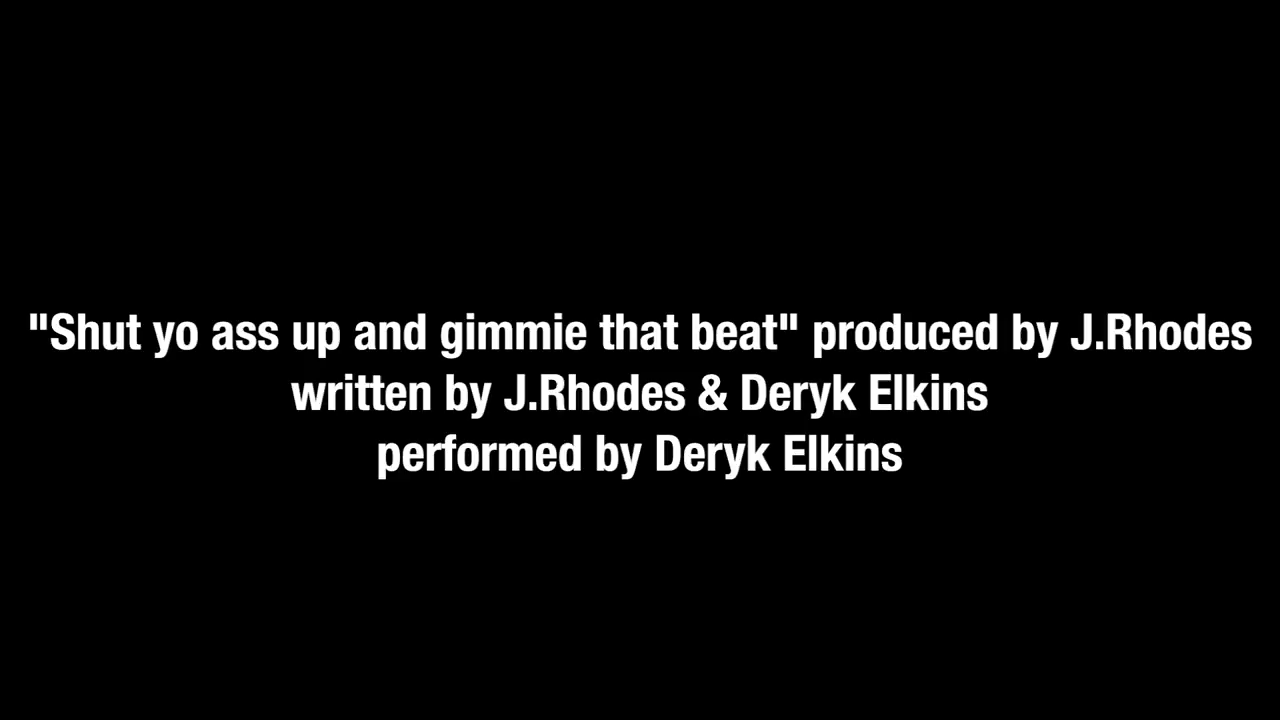 "Shut yo ass up and gimmie that beat" produced by J.Rhodes
written by J.Rhodes & Deryk Elkins
performed by Deryk Elkins